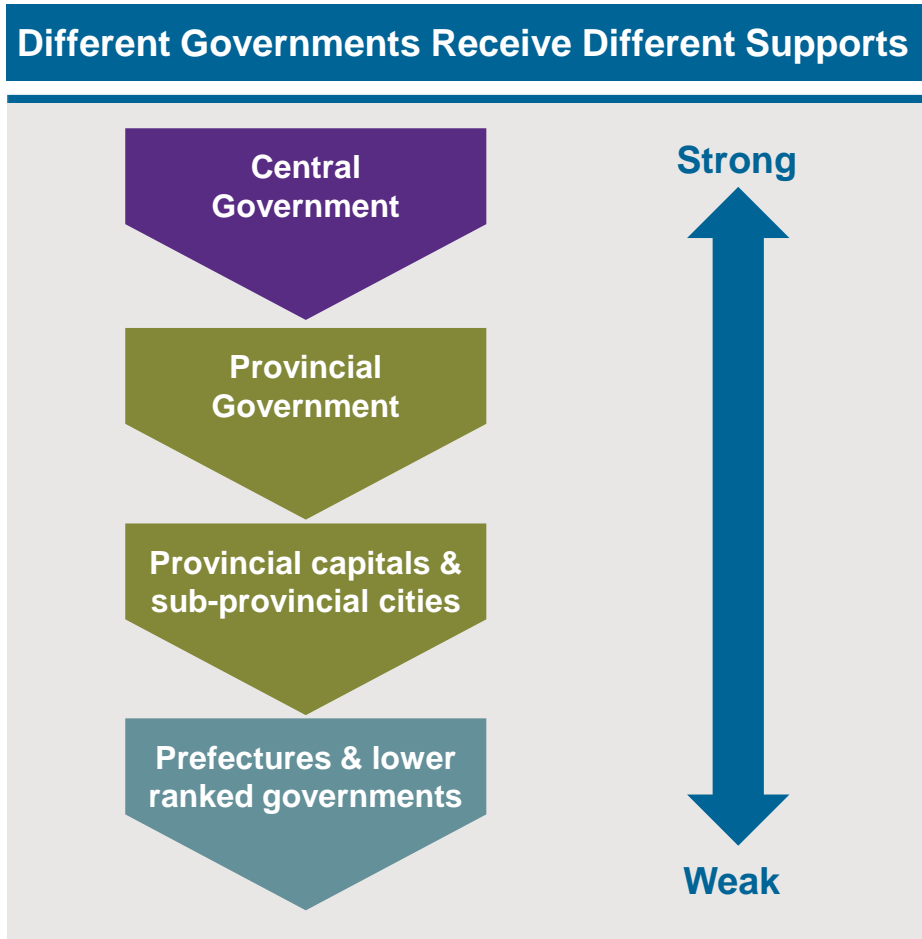 Different Governments Receive Different Supports
Central
Government
Strong
Provincial
Government
Provincial capitals &
sub-provincial cities
Prefectures & lower
ranked governments
Weak